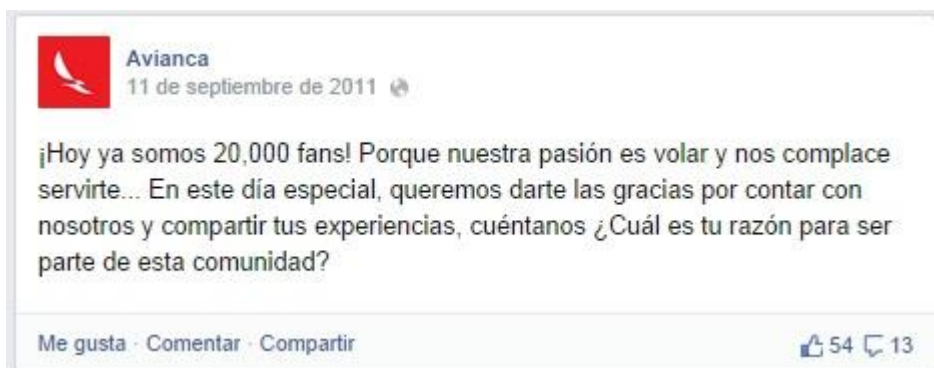 Avianca
11 de septiembre de 2011
¡Hoy ya somos 20,000 fans! Porque nuestra pasión es volar y nos complace
servirte... En este día especial, queremos darte las gracias por contar con
nosotros y compartir tus experiencias, cuéntanos ¿Cuál es tu razón para ser
parte de esta comunidad?
Me gusta · Comentar · Compartir 54 13